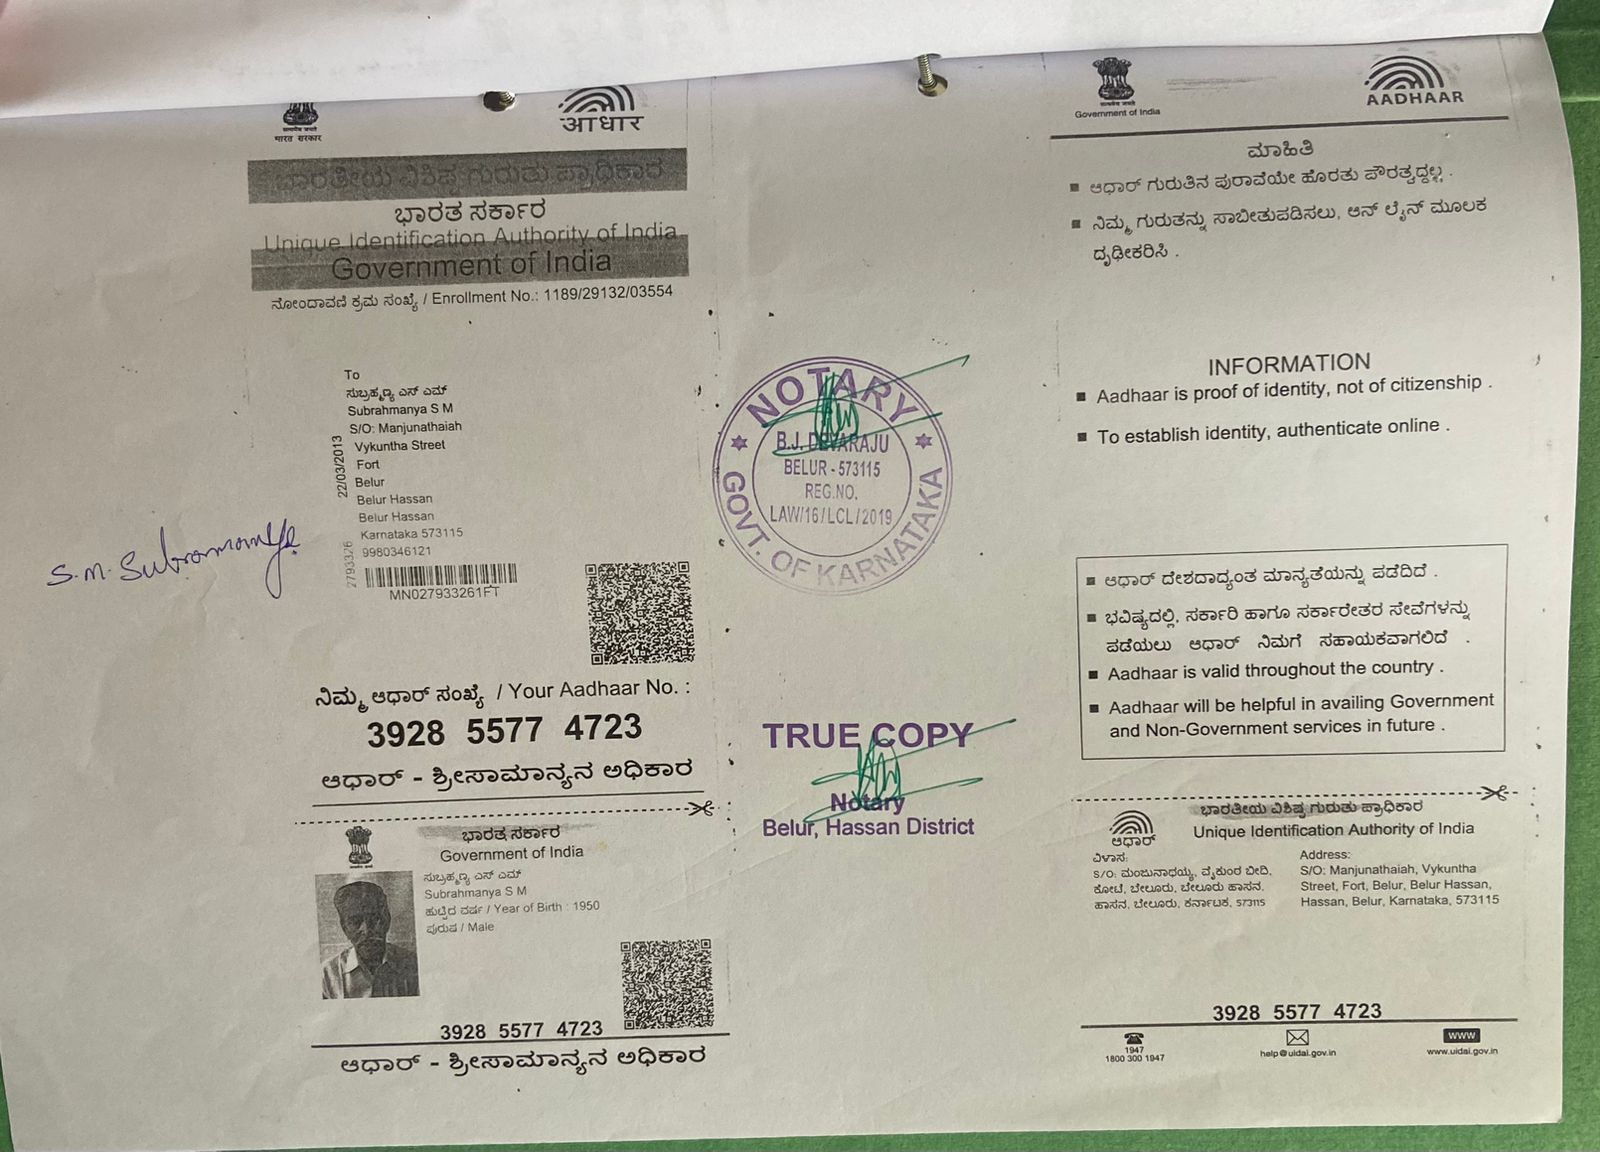 भारत सरकार
आधार
ಭಾರತೀಯ ವಿಶಿಷ್ಟ ಗುರುತು ಪ್ರಾಧಿಕಾರ
ಭಾರತ ಸರ್ಕಾರ
Unique Identification Authority of India
Government of India
ನೋಂದಾವಣಿ ಕ್ರಮ ಸಂಖ್ಯೆ / Enrollment No.: 1189/29132/03554
To
ಸುಬ್ರಹ್ಮಣ್ಯ ಎಸ್ ಎಮ್
Subrahmanya S M
S/O: Manjunathaiah
Vykuntha Street
Fort
Belur
Belur Hassan
Belur Hassan
Karnataka 573115
9980346121
22/03/2013
2793326
MN027933261FT
S.M. Subramanya
ನಿಮ್ಮ ಆಧಾರ್ ಸಂಖ್ಯೆ / Your Aadhaar No. :
3928 5577 4723
ಆಧಾರ್ - ಶ್ರೀಸಾಮಾನ್ಯನ ಅಧಿಕಾರ
ಭಾರತ ಸರ್ಕಾರ
Government of India
ಸುಬ್ರಹ್ಮಣ್ಯ ಎಸ್ ಎಮ್
Subrahmanya S M
ಹುಟ್ಟಿದ ವರ್ಷ / Year of Birth : 1950
ಪುರುಷ / Male
3928 5577 4723
ಆಧಾರ್ - ಶ್ರೀಸಾಮಾನ್ಯನ ಅಧಿಕಾರ
NOTARY
B.J. DEVARAJU
BELUR - 573115
REG.NO.
LAW/16/LCL/2019
GOVT. OF KARNATAKA
TRUE COPY
Notary
Belur, Hassan District
Government of India
AADHAAR
ಮಾಹಿತಿ
ಆಧಾರ್ ಗುರುತಿನ ಪುರಾವೆಯೇ ಹೊರತು ಪೌರತ್ವದ್ದಲ್ಲ .
ನಿಮ್ಮ ಗುರುತನ್ನು ಸಾಬೀತುಪಡಿಸಲು, ಆನ್ ಲೈನ್ ಮೂಲಕ
ದೃಢೀಕರಿಸಿ .
INFORMATION
Aadhaar is proof of identity, not of citizenship .
To establish identity, authenticate online .
ಆಧಾರ್ ದೇಶದಾದ್ಯಂತ ಮಾನ್ಯತೆಯನ್ನು ಪಡೆದಿದೆ .
ಭವಿಷ್ಯದಲ್ಲಿ, ಸರ್ಕಾರಿ ಹಾಗೂ ಸರ್ಕಾರೇತರ ಸೇವೆಗಳನ್ನು
ಪಡೆಯಲು ಆಧಾರ್ ನಿಮಗೆ ಸಹಾಯಕವಾಗಲಿದೆ .
Aadhaar is valid throughout the country .
Aadhaar will be helpful in availing Government
and Non-Government services in future .
ಭಾರತೀಯ ವಿಶಿಷ್ಟ ಗುರುತು ಪ್ರಾಧಿಕಾರ
Unique Identification Authority of India
ಆಧಾರ್
ವಿಳಾಸ:
S/O: ಮಂಜುನಾಥಯ್ಯ, ವೈಕುಂಠ ಬೀದಿ,
ಕೋಟೆ, ಬೇಲೂರು, ಬೇಲೂರು ಹಾಸನ,
ಹಾಸನ, ಬೇಲೂರು, ಕರ್ನಾಟಕ, 573115
Address:
S/O: Manjunathaiah, Vykuntha
Street, Fort, Belur, Belur Hassan,
Hassan, Belur, Karnataka, 573115
3928 5577 4723
1947
1800 300 1947
help@uidai.gov.in
WWW
www.uidai.gov.in